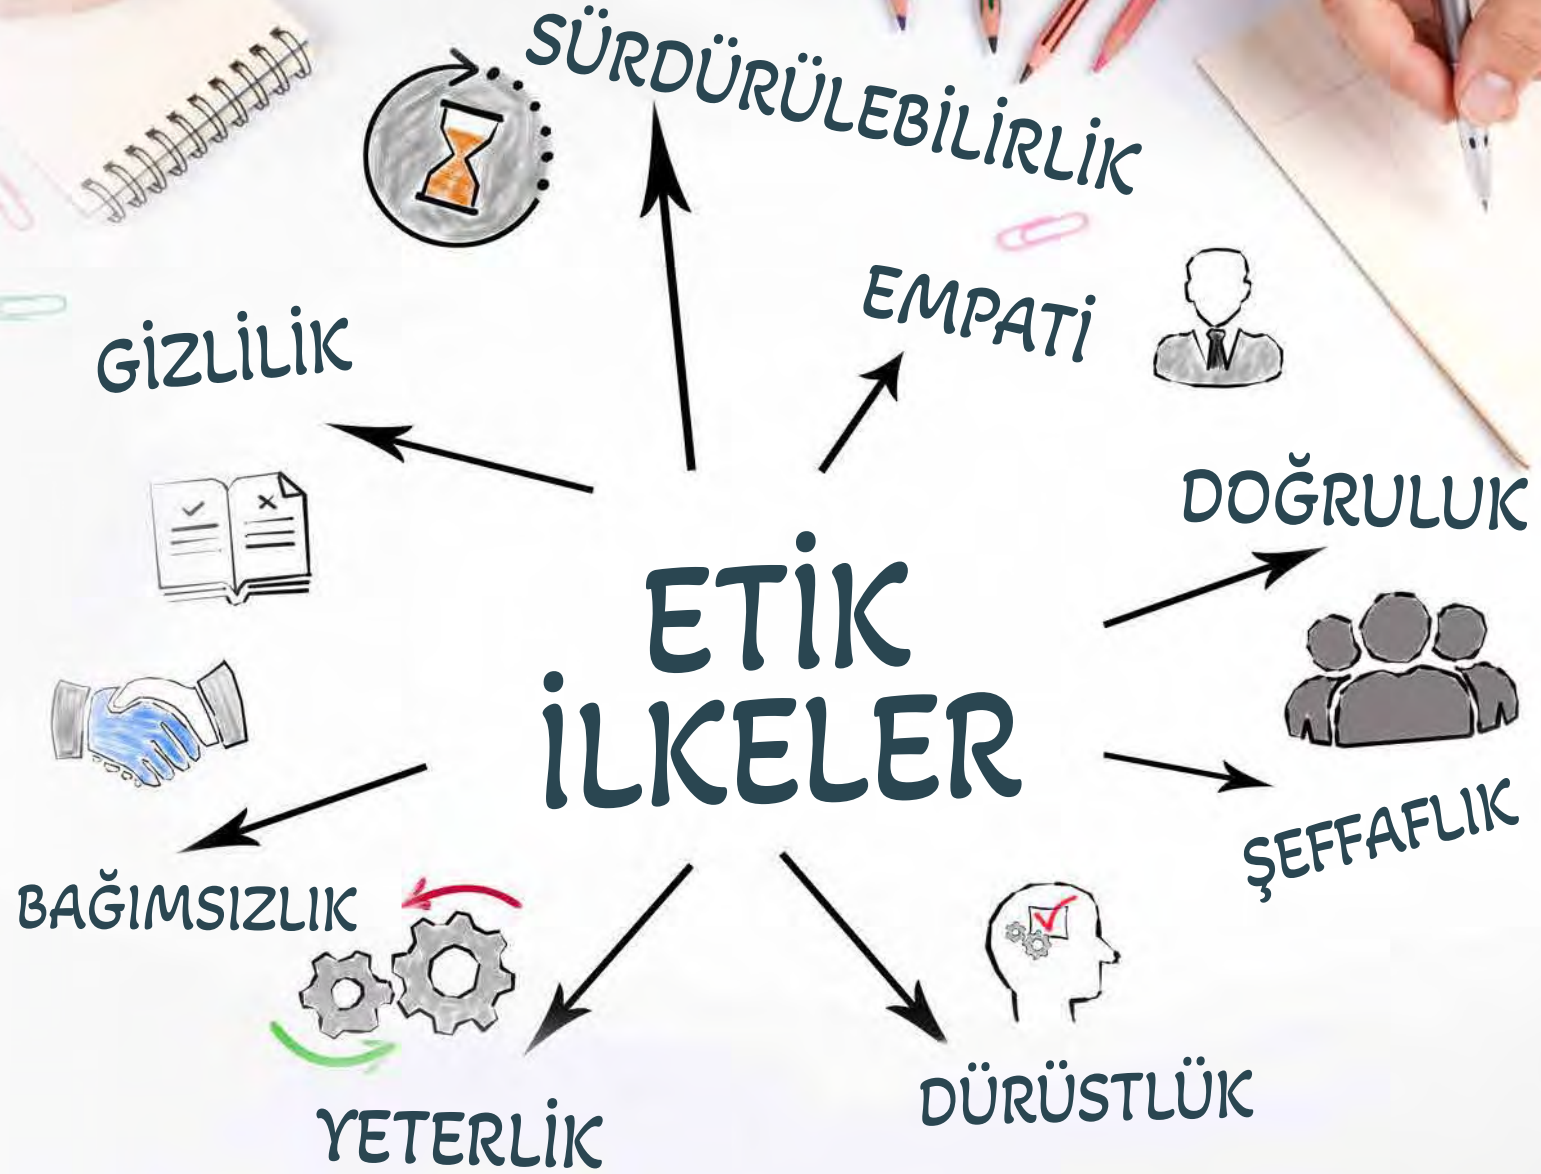 SÜRDÜRÜLEBİLİRLİK
EMPATİ
GİZLİLİK
DOĞRULUK
ETİK
İLKELER
ŞEFFAFLIK
BAĞIMSIZLIK
DÜRÜSTLÜK
YETERLİK